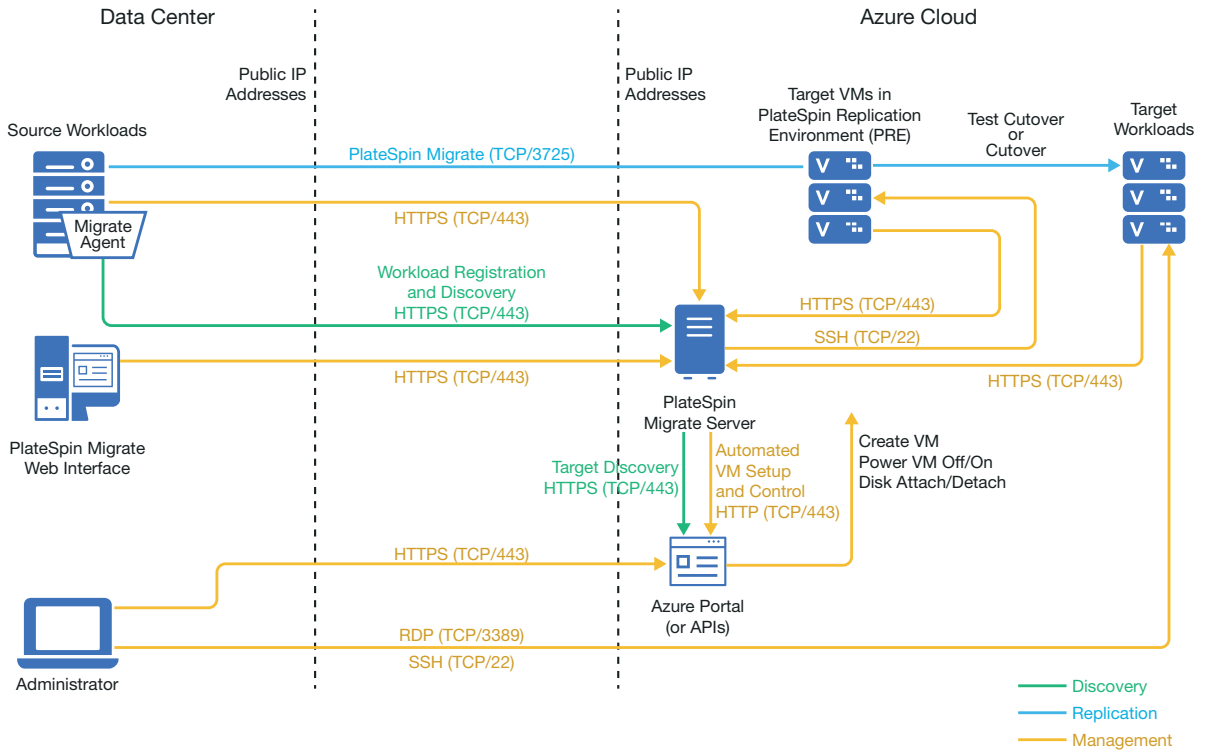 Data Center
Azure Cloud
Public IP
Addresses
Public IP
Addresses
Source Workloads
Target VMs in
PlateSpin Replication
Environment (PRE)
Test Cutover
or
Cutover
Target
Workloads
PlateSpin Migrate (TCP/3725)
V
V
V
V
V
V
HTTPS (TCP/443)
Migrate
Agent
Workload Registration
and Discovery
HTTPS (TCP/443)
HTTPS (TCP/443)
SSH (TCP/22)
HTTPS (TCP/443)
HTTPS (TCP/443)
PlateSpin Migrate
Web Interface
PlateSpin
Migrate Server
Target Discovery
HTTPS (TCP/443)
Automated
VM Setup
and Control
HTTP (TCP/443)
Create VM
Power VM Off/On
Disk Attach/Detach
HTTPS (TCP/443)
Azure Portal
(or APIs)
RDP (TCP/3389)
SSH (TCP/22)
Administrator
Discovery
Replication
Management